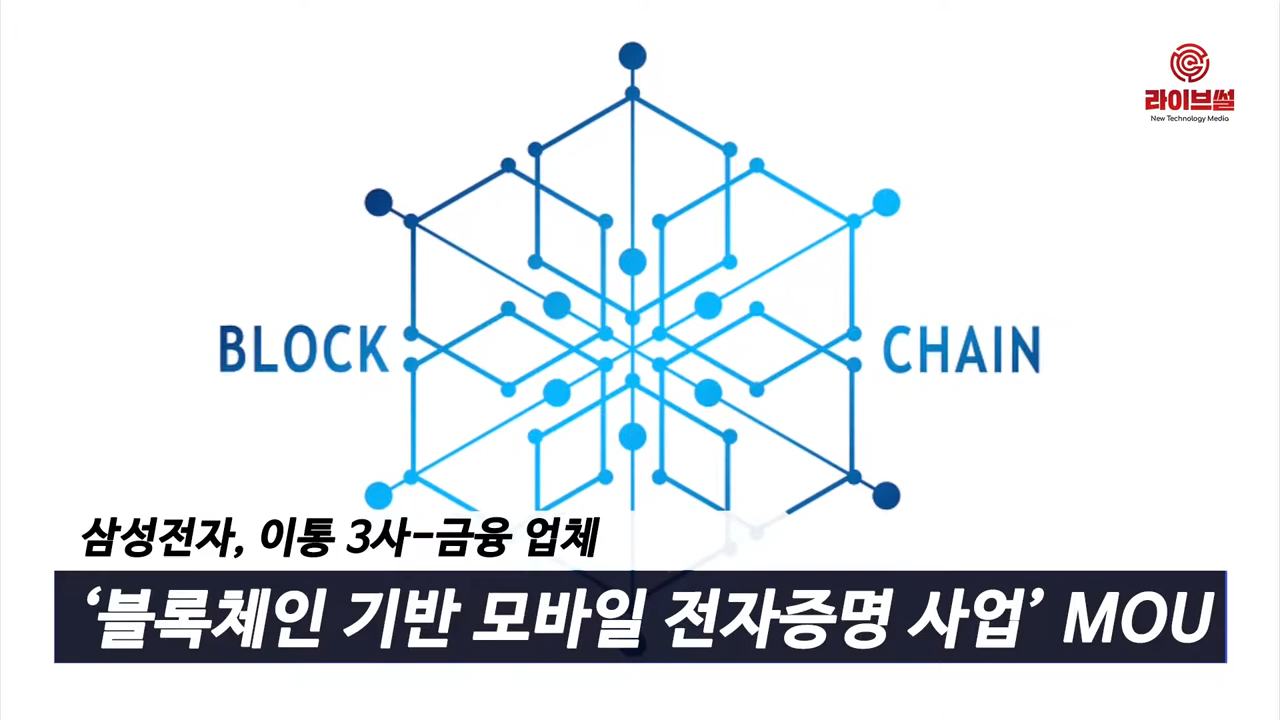 라이브썰
New Technology Media
BLOCK CHAIN
삼성전자, 이통 3사-금융 업체
‘블록체인 기반 모바일 전자증명 사업’ MOU